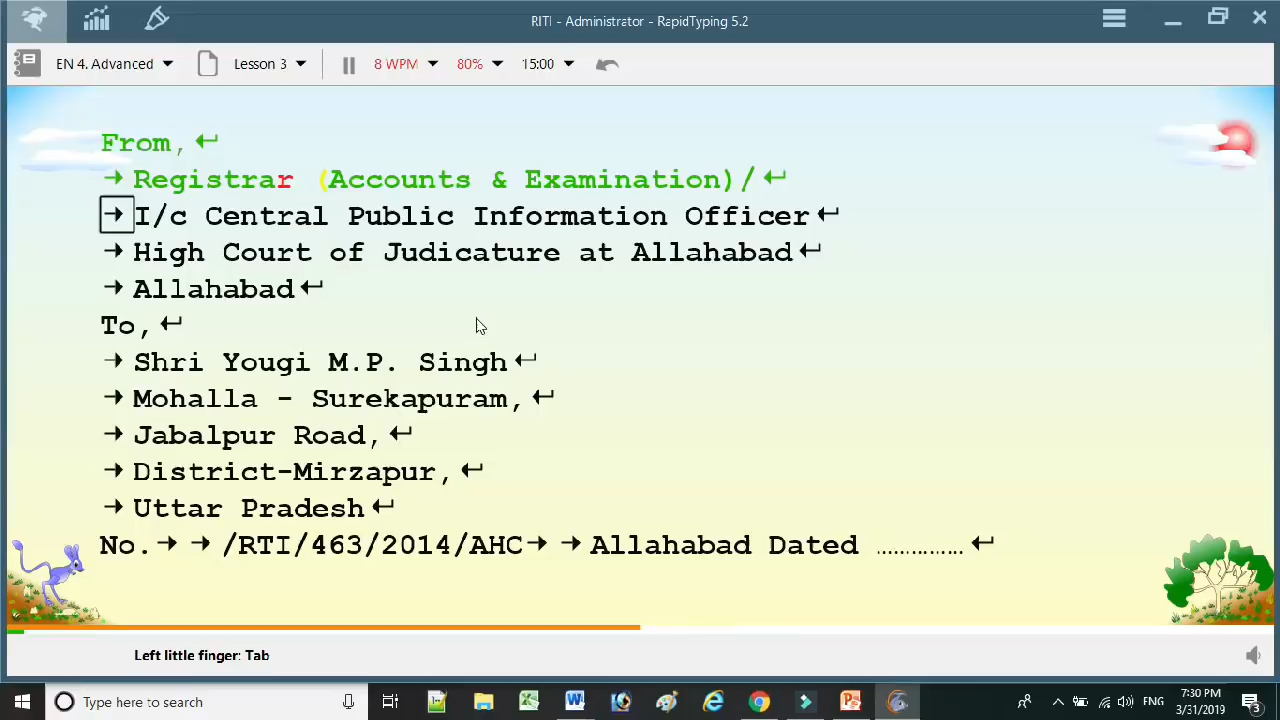 RITI - Administrator - RapidTyping 5.2
EN 4. Advanced Lesson 3 8 WPM 80% 15:00
From,↵
→Registrar (Accounts & Examination)/↵
→I/c Central Public Information Officer↵
→High Court of Judicature at Allahabad↵
→Allahabad↵
To,↵
→Shri Yougi M.P. Singh↵
→Mohalla - Surekapuram,↵
→Jabalpur Road,↵
→District-Mirzapur,↵
→Uttar Pradesh↵
No.→→/RTI/463/2014/AHC→→Allahabad Dated ……………↵
Left little finger: Tab
Type here to search
ENG
7:30 PM
3/31/2019
3